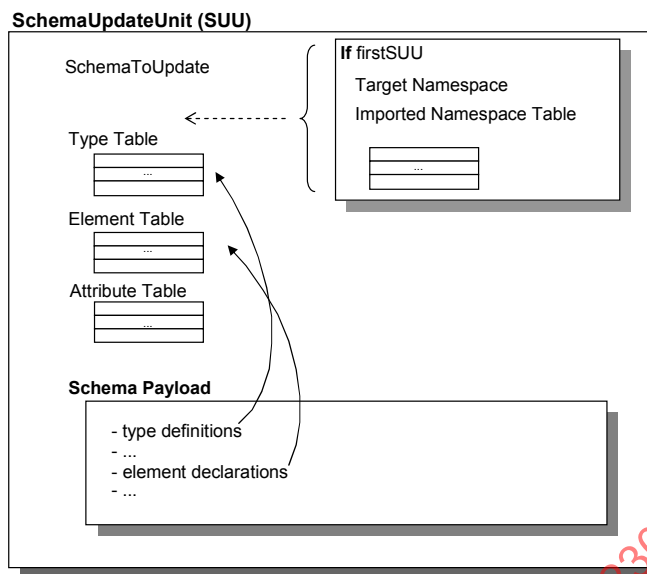 SchemaUpdateUnit (SUU)
SchemaToUpdate
If firstSUU
Target Namespace
Imported Namespace Table
...
Type Table
...
Element Table
...
Attribute Table
...
Schema Payload
- type definitions
- ...
- element declarations
- ...